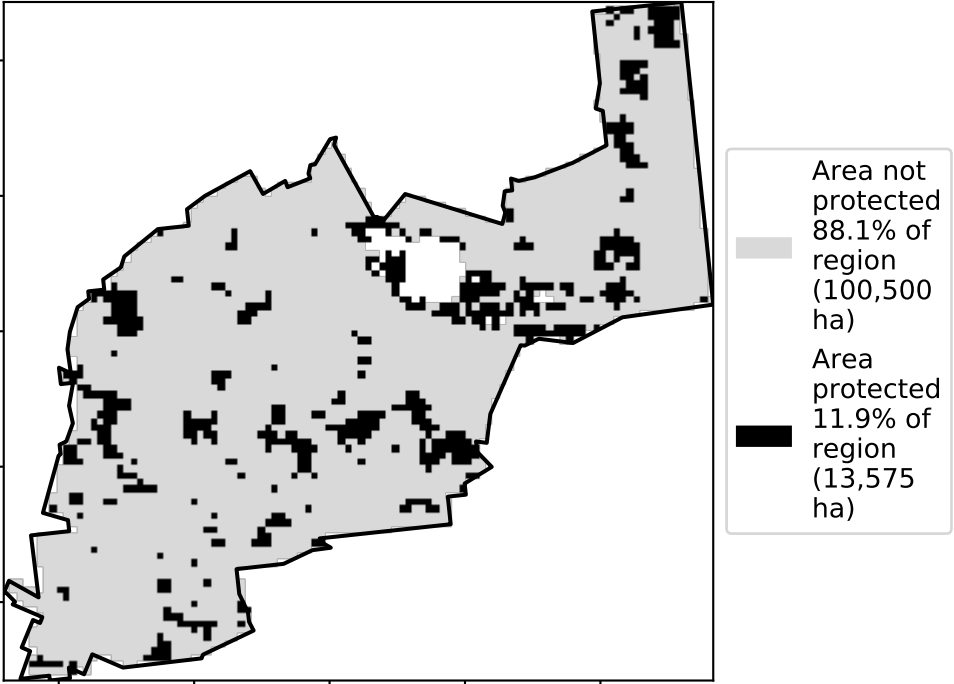 Area not
protected
88.1% of
region
(100,500
ha)
Area
protected
11.9% of
region
(13,575
ha)